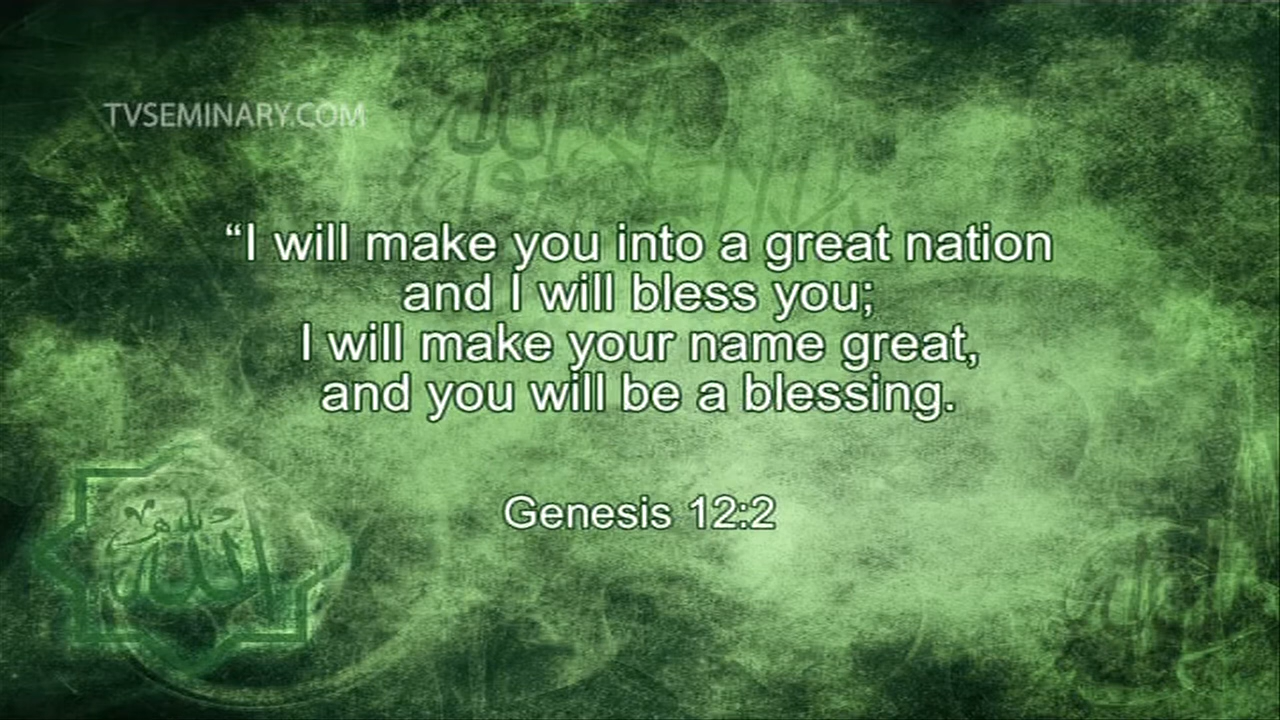 TVSEMINARY.COM
“I will make you into a great nation
and I will bless you;
I will make your name great,
and you will be a blessing.
Genesis 12:2
الله